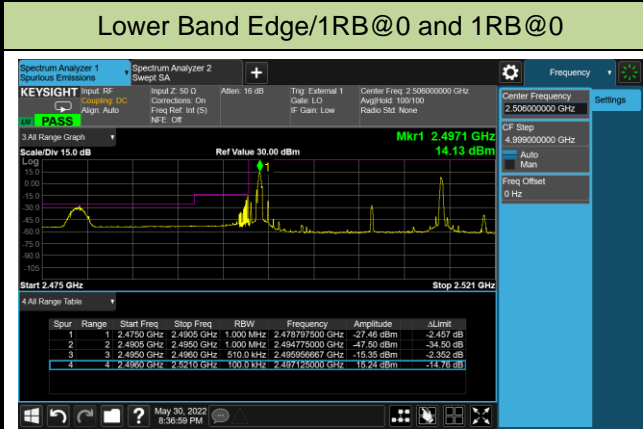 Lower Band Edge/1RB@0 and 1RB@0
Spectrum Analyzer 1
Spurious Emissions
Spectrum Analyzer 2
Swept SA
+
Frequency
KEYSIGHT
Input: RF
Coupling: DC
Align: Auto
Input Z: 50 Ω
Corrections: On
Freq Ref: Int (S)
NFE: Off
Atten: 16 dB
Trig: External 1
Gate: LO
IF Gain: Low
Center Freq: 2.506000000 GHz
Avg|Hold: 100/100
Radio Std: None
LW PASS
Center Frequency
2.506000000 GHz
Settings
CF Step
4.999000000 GHz
Auto
Man
Freq Offset
0 Hz
3 All Range Graph
Mkr1 2.4971 GHz
14.13 dBm
Scale/Div 15.0 dB
Ref Value 30.00 dBm
Log
1
15.0
0.00
-15.0
-30.0
-45.0
-60.0
-75.0
-90.0
-105
Start 2.475 GHz
Stop 2.521 GHz
4 All Range Table
Spur Range Start Freq Stop Freq RBW Frequency Amplitude ΔLimit
1 1 2.4750 GHz 2.4905 GHz 1.000 MHz 2.478797500 GHz -27.46 dBm -2.457 dB
2 2 2.4905 GHz 2.4950 GHz 1.000 MHz 2.494775000 GHz -47.50 dBm -34.50 dB
3 3 2.4950 GHz 2.4960 GHz 510.0 kHz 2.495956667 GHz -15.35 dBm -2.352 dB
4 4 2.4960 GHz 2.5210 GHz 100.0 kHz 2.497125000 GHz 15.24 dBm -14.76 dB
?
May 30, 2022
8:36:59 PM